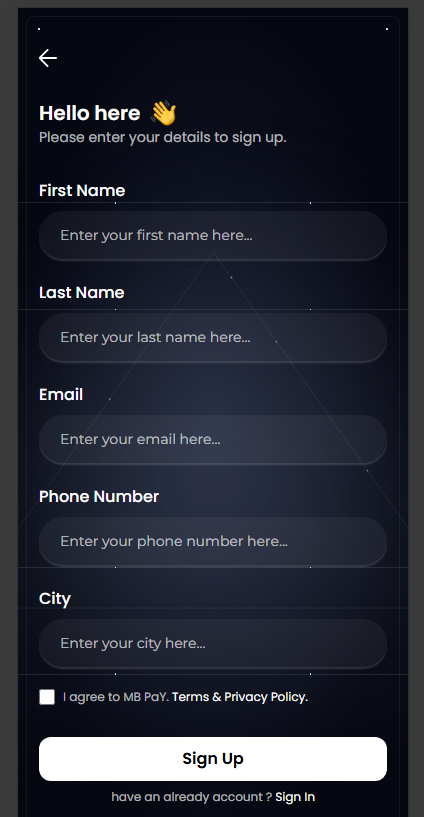 Hello here 👋
Please enter your details to sign up.
First Name
Enter your first name here...
Last Name
Enter your last name here...
Email
Enter your email here...
Phone Number
Enter your phone number here...
City
Enter your city here...
I agree to MB PaY. Terms & Privacy Policy.
Sign Up
have an already account ? Sign In